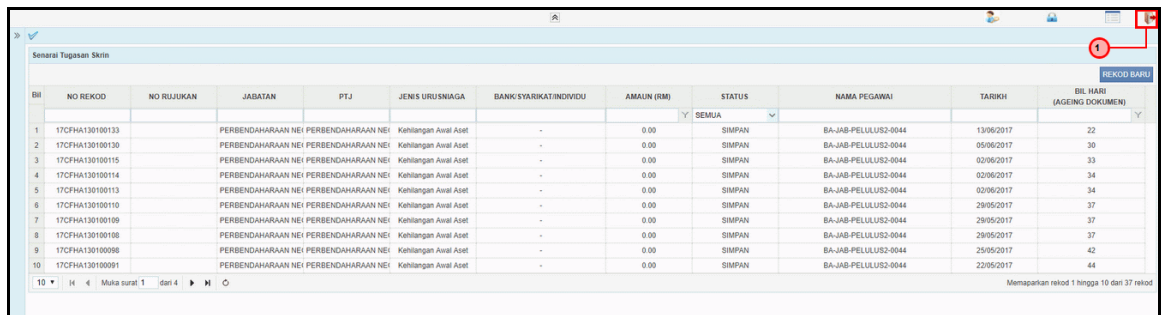 1
Senarai Tugasan Skrin
REKOD BARU
Bil NO REKOD NO RUJUKAN JABATAN PTJ JENIS URUSNIAGA BANK/SYARIKAT/INDIVIDU AMAUN (RM) STATUS NAMA PEGAWAI TARIKH BIL HARI (AGEING DOKUMEN)
SEMUA
1 17CFHA130100133 PERBENDAHARAAN NE PERBENDAHARAAN NE Kehilangan Awal Aset - 0.00 SIMPAN BA-JAB-PELULUS2-0044 13/06/2017 22
2 17CFHA130100130 PERBENDAHARAAN NE PERBENDAHARAAN NE Kehilangan Awal Aset - 0.00 SIMPAN BA-JAB-PELULUS2-0044 05/06/2017 30
3 17CFHA130100115 PERBENDAHARAAN NE PERBENDAHARAAN NE Kehilangan Awal Aset - 0.00 SIMPAN BA-JAB-PELULUS2-0044 02/06/2017 33
4 17CFHA130100114 PERBENDAHARAAN NE PERBENDAHARAAN NE Kehilangan Awal Aset - 0.00 SIMPAN BA-JAB-PELULUS2-0044 02/06/2017 34
5 17CFHA130100113 PERBENDAHARAAN NE PERBENDAHARAAN NE Kehilangan Awal Aset - 0.00 SIMPAN BA-JAB-PELULUS2-0044 02/06/2017 34
6 17CFHA130100110 PERBENDAHARAAN NE PERBENDAHARAAN NE Kehilangan Awal Aset - 0.00 SIMPAN BA-JAB-PELULUS2-0044 29/05/2017 37
7 17CFHA130100109 PERBENDAHARAAN NE PERBENDAHARAAN NE Kehilangan Awal Aset - 0.00 SIMPAN BA-JAB-PELULUS2-0044 29/05/2017 37
8 17CFHA130100108 PERBENDAHARAAN NE PERBENDAHARAAN NE Kehilangan Awal Aset - 0.00 SIMPAN BA-JAB-PELULUS2-0044 29/05/2017 37
9 17CFHA130100098 PERBENDAHARAAN NE PERBENDAHARAAN NE Kehilangan Awal Aset - 0.00 SIMPAN BA-JAB-PELULUS2-0044 25/05/2017 42
10 17CFHA130100091 PERBENDAHARAAN NE PERBENDAHARAAN NE Kehilangan Awal Aset - 0.00 SIMPAN BA-JAB-PELULUS2-0044 22/05/2017 44
10 Muka surat 1 dari 4 Memaparkan rekod 1 hingga 10 dari 37 rekod